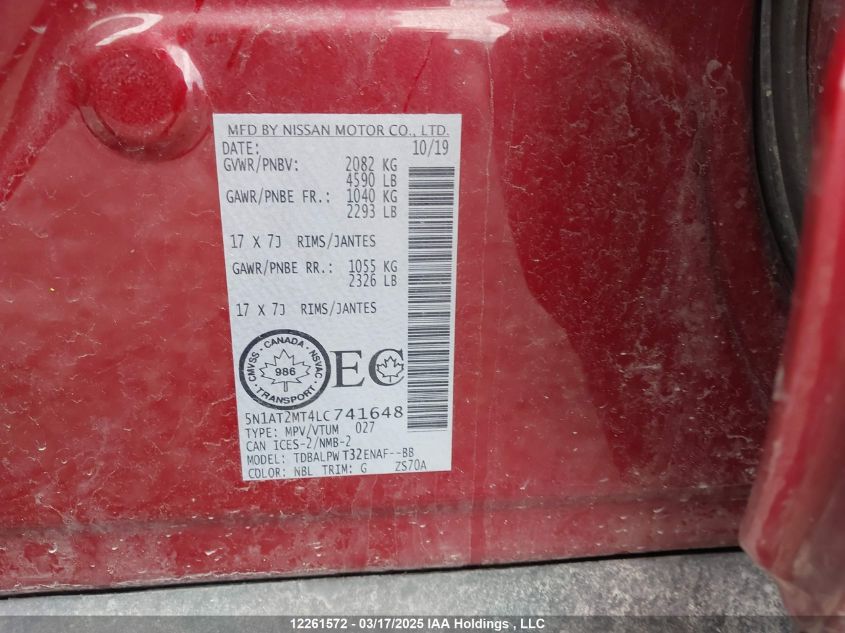 MFD BY NISSAN MOTOR CO., LTD.
DATE: 10/19
GVWR/PNBV: 2082 KG
4590 LB
GAWR/PNBE FR.: 1040 KG
2293 LB
17 X 7J RIMS/JANTES
GAWR/PNBE RR.: 1055 KG
2326 LB
17 X 7J RIMS/JANTES
CMVSS · CANADA · NSVAC · TRANSPORT ·
986
EC
5N1AT2MT4LC741648
TYPE: MPV/VTUM 027
CAN ICES-2/NMB-2
MODEL: TDBALPW T32ENAF--BB
COLOR: NBL TRIM: G ZS70A
12261572 - 03/17/2025 IAA Holdings , LLC